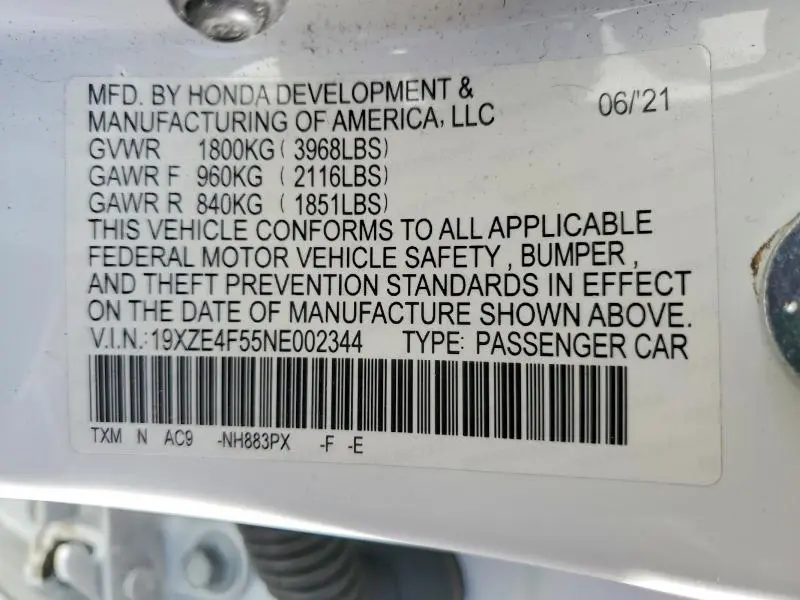 MFD. BY HONDA DEVELOPMENT & MANUFACTURING OF AMERICA, LLC 06/'21
GVWR 1800KG ( 3968LBS)
GAWR F 960KG ( 2116LBS)
GAWR R 840KG ( 1851LBS)
THIS VEHICLE CONFORMS TO ALL APPLICABLE
FEDERAL MOTOR VEHICLE SAFETY , BUMPER ,
AND THEFT PREVENTION STANDARDS IN EFFECT
ON THE DATE OF MANUFACTURE SHOWN ABOVE.
V.I.N.: 19XZE4F55NE002344 TYPE: PASSENGER CAR
TXM N AC9 -NH883PX -F -E